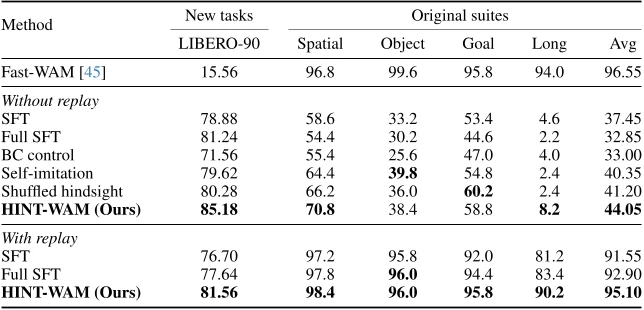 Method New tasks Original suites
LIBERO-90 Spatial Object Goal Long Avg
Fast-WAM [45] 15.56 96.8 99.6 95.8 94.0 96.55
Without replay
SFT 78.88 58.6 33.2 53.4 4.6 37.45
Full SFT 81.24 54.4 30.2 44.6 2.2 32.85
BC control 71.56 55.4 25.6 47.0 4.0 33.00
Self-imitation 79.62 64.4 39.8 54.8 2.4 40.35
Shuffled hindsight 80.28 66.2 36.0 60.2 2.4 41.20
HINT-WAM (Ours) 85.18 70.8 38.4 58.8 8.2 44.05
With replay
SFT 76.70 97.2 95.8 92.0 81.2 91.55
Full SFT 77.64 97.8 96.0 94.4 83.4 92.90
HINT-WAM (Ours) 81.56 98.4 96.0 95.8 90.2 95.10